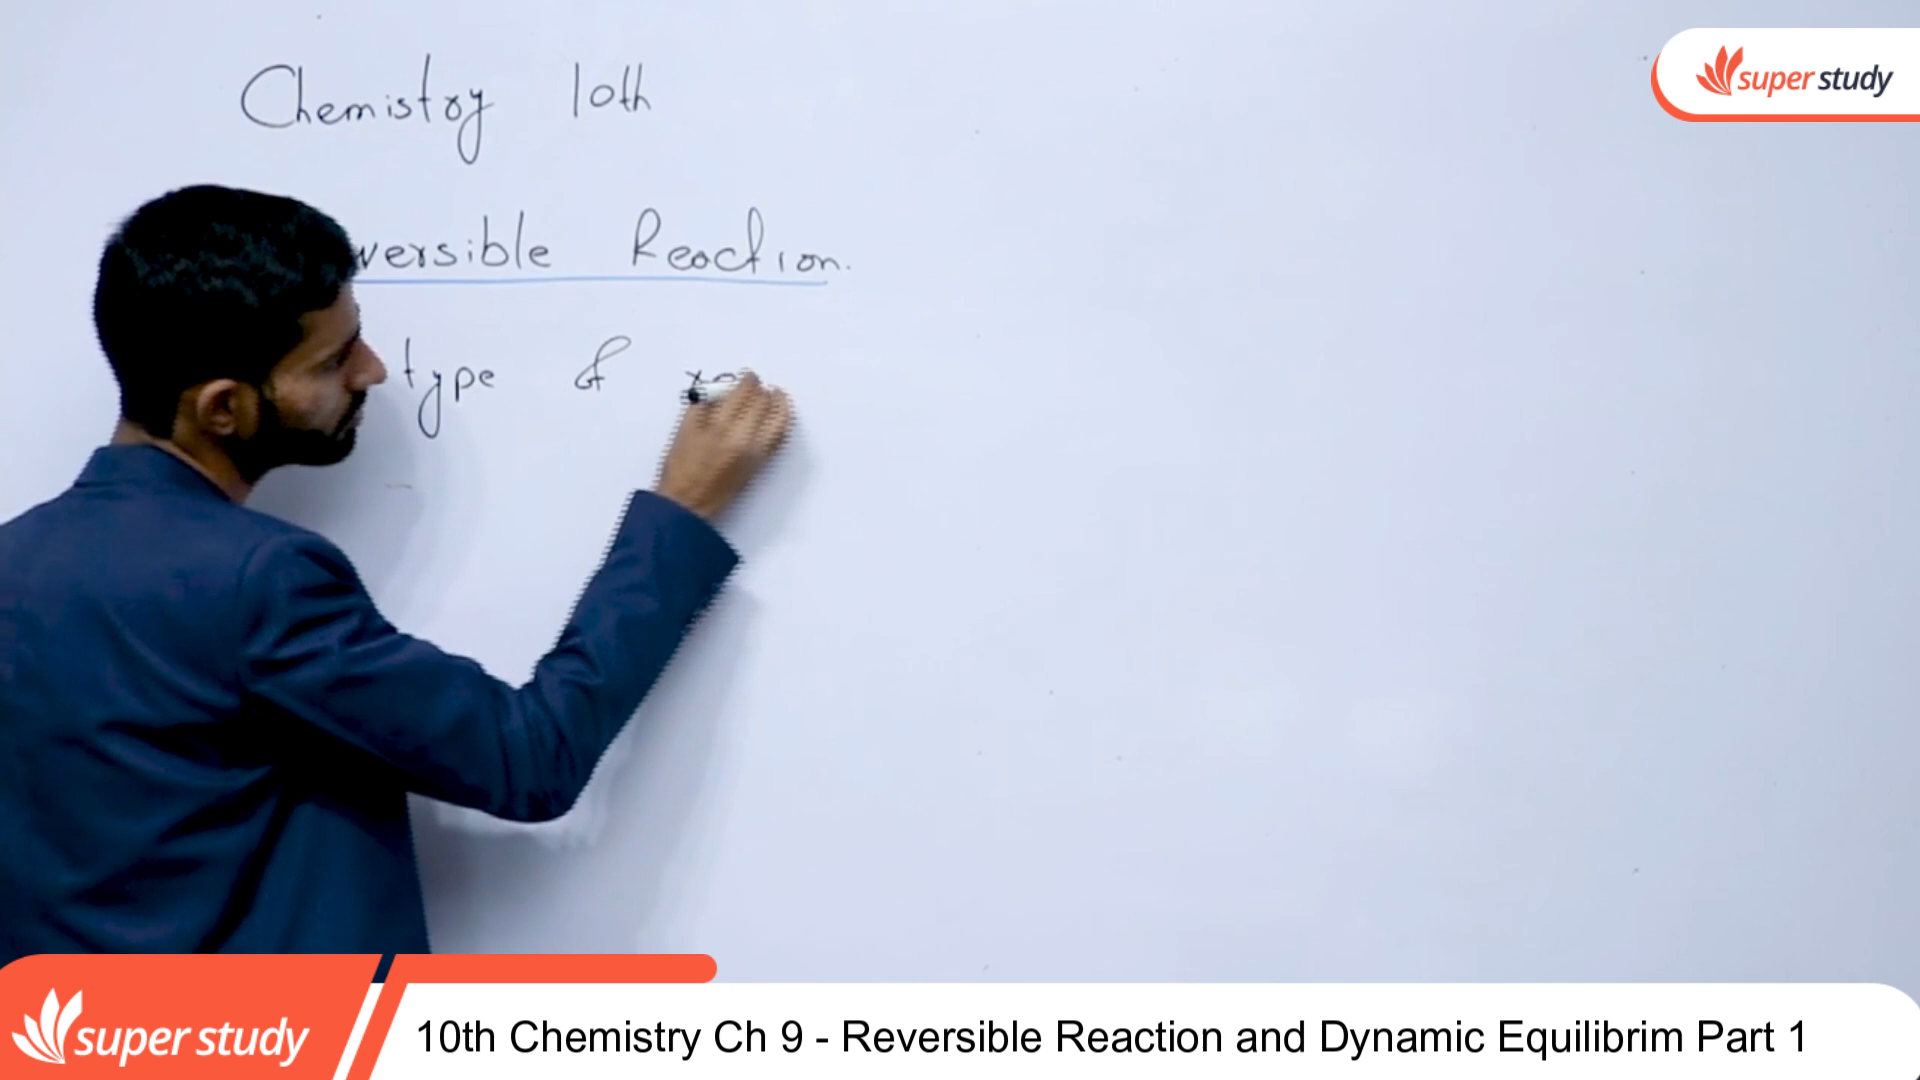 Chemistry 10th
super study
versible Reaction.
type of
super study
10th Chemistry Ch 9 - Reversible Reaction and Dynamic Equilibrim Part 1